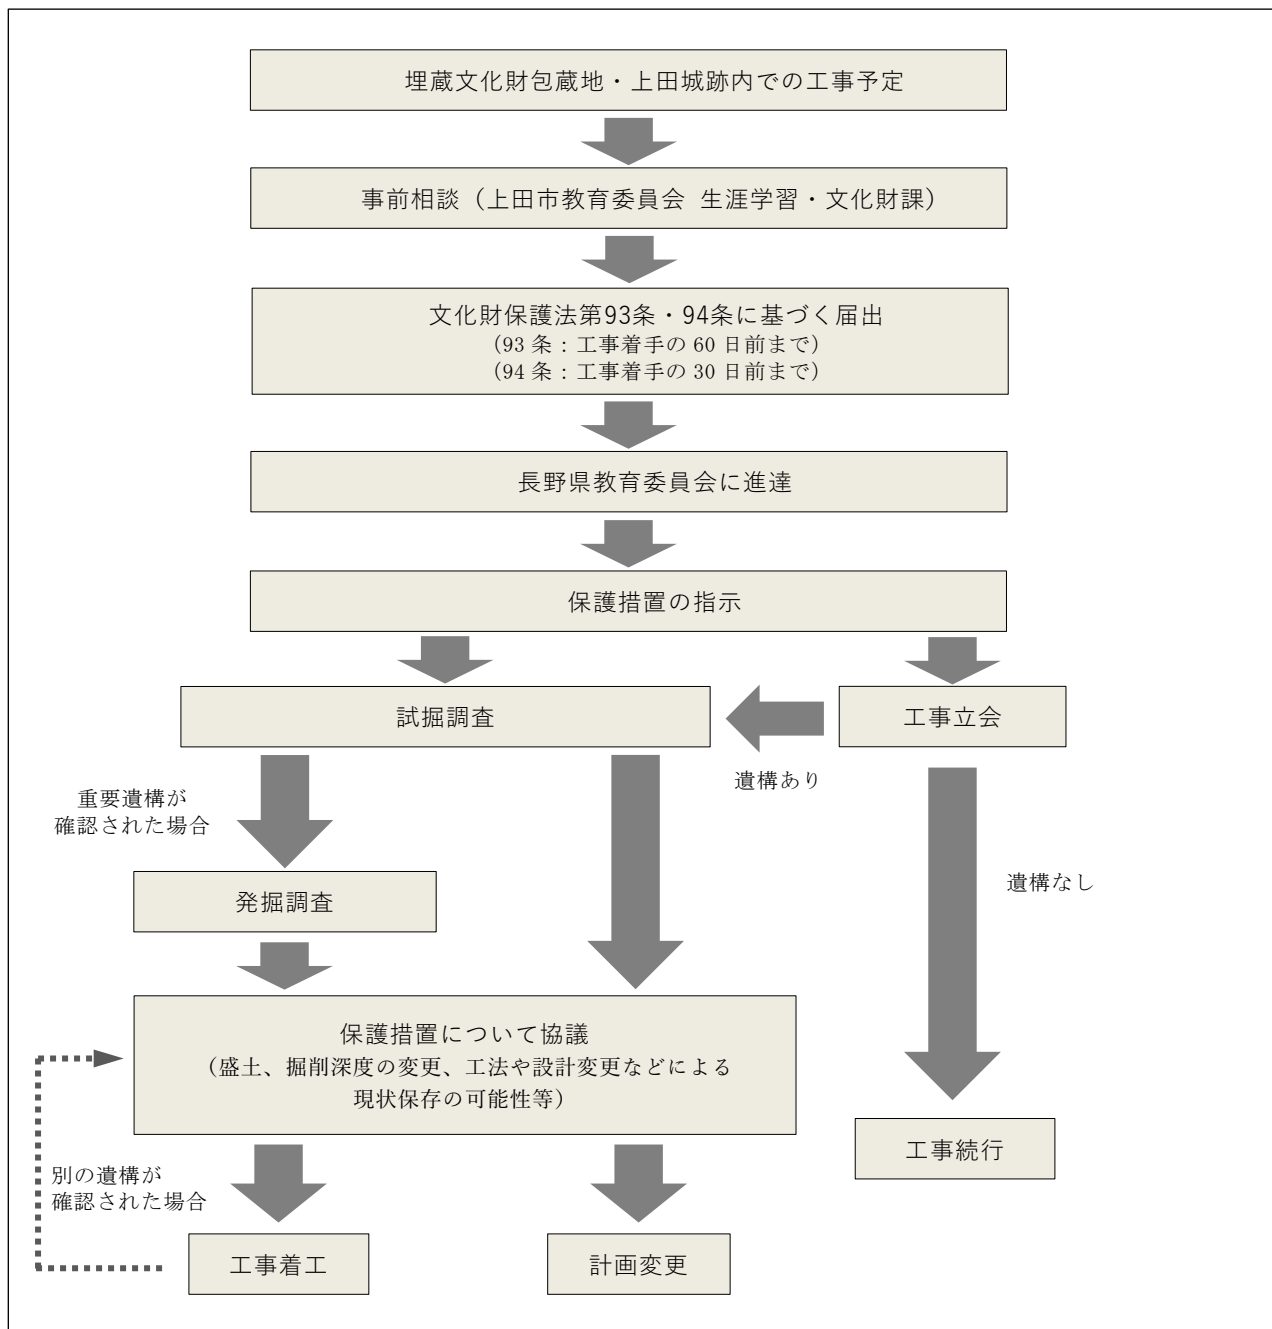 埋蔵文化財包蔵地・上田城跡内での工事予定
事前相談（上田市教育委員会 生涯学習・文化財課）
文化財保護法第93条・94条に基づく届出
（93 条：工事着手の 60 日前まで）
（94 条：工事着手の 30 日前まで）
長野県教育委員会に進達
保護措置の指示
試掘調査
工事立会
遺構あり
重要遺構が
確認された場合
発掘調査
遺構なし
保護措置について協議
（盛土、掘削深度の変更、工法や設計変更などによる
現状保存の可能性等）
工事続行
別の遺構が
確認された場合
工事着工
計画変更